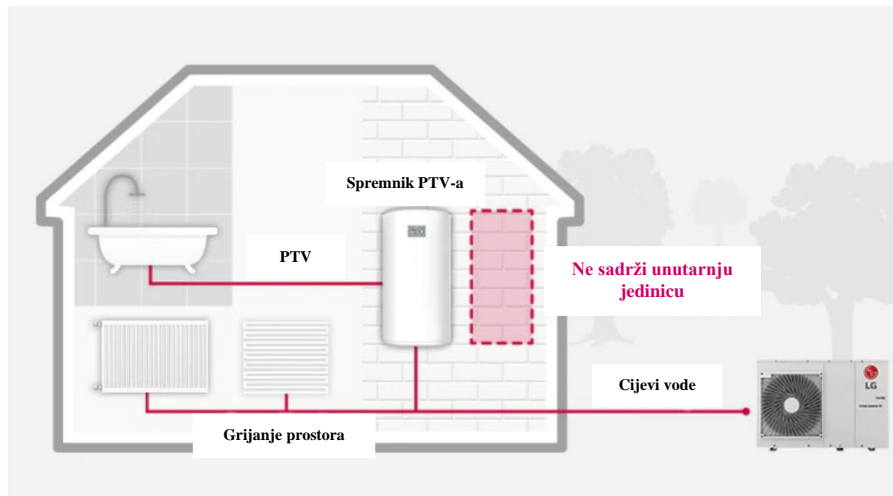 Spremnik PTV-a
PTV
Ne sadrži unutarnju
jedinicu
Cijevi vode
LG
Grijanje prostora